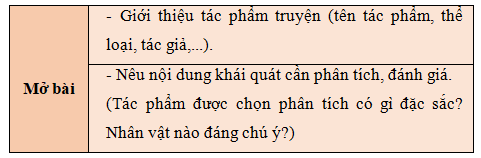 - Giới thiệu tác phẩm truyện (tên tác phẩm, thể
loại, tác giả,...).
Mở bài
- Nêu nội dung khái quát cần phân tích, đánh giá.
(Tác phẩm được chọn phân tích có gì đặc sắc?
Nhân vật nào đáng chú ý?)